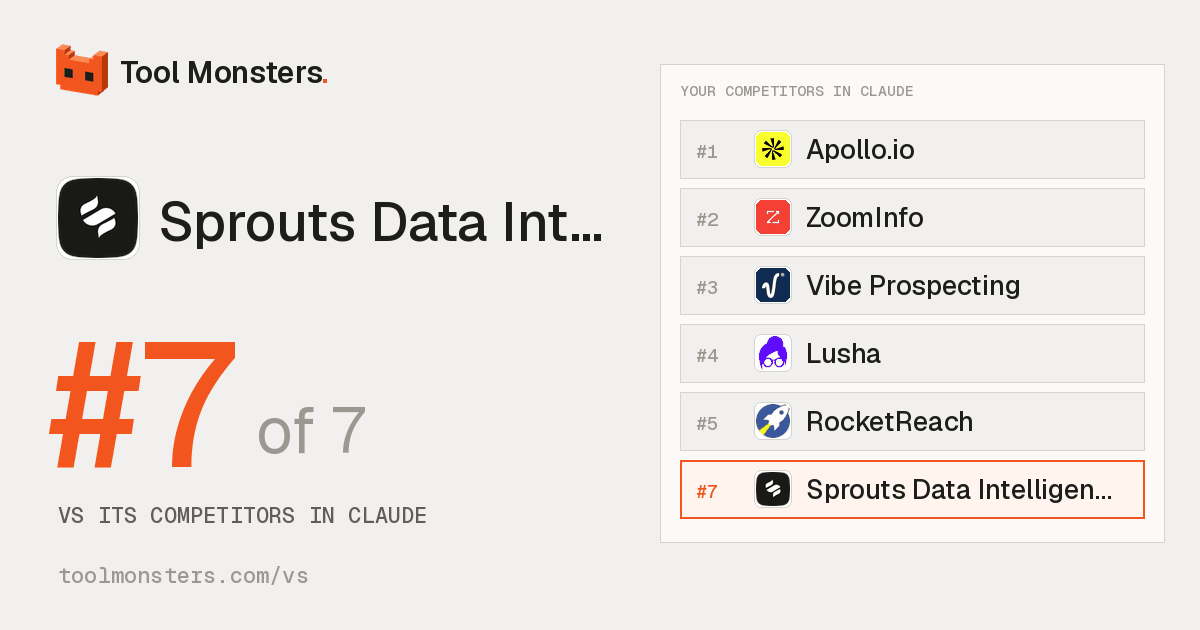 Tool Monsters.
Sprouts Data Int...
#7 of 7
VS ITS COMPETITORS IN CLAUDE
toolmonsters.com/vs
YOUR COMPETITORS IN CLAUDE
#1 Apollo.io
#2 ZoomInfo
#3 Vibe Prospecting
#4 Lusha
#5 RocketReach
#7 Sprouts Data Intelligen...